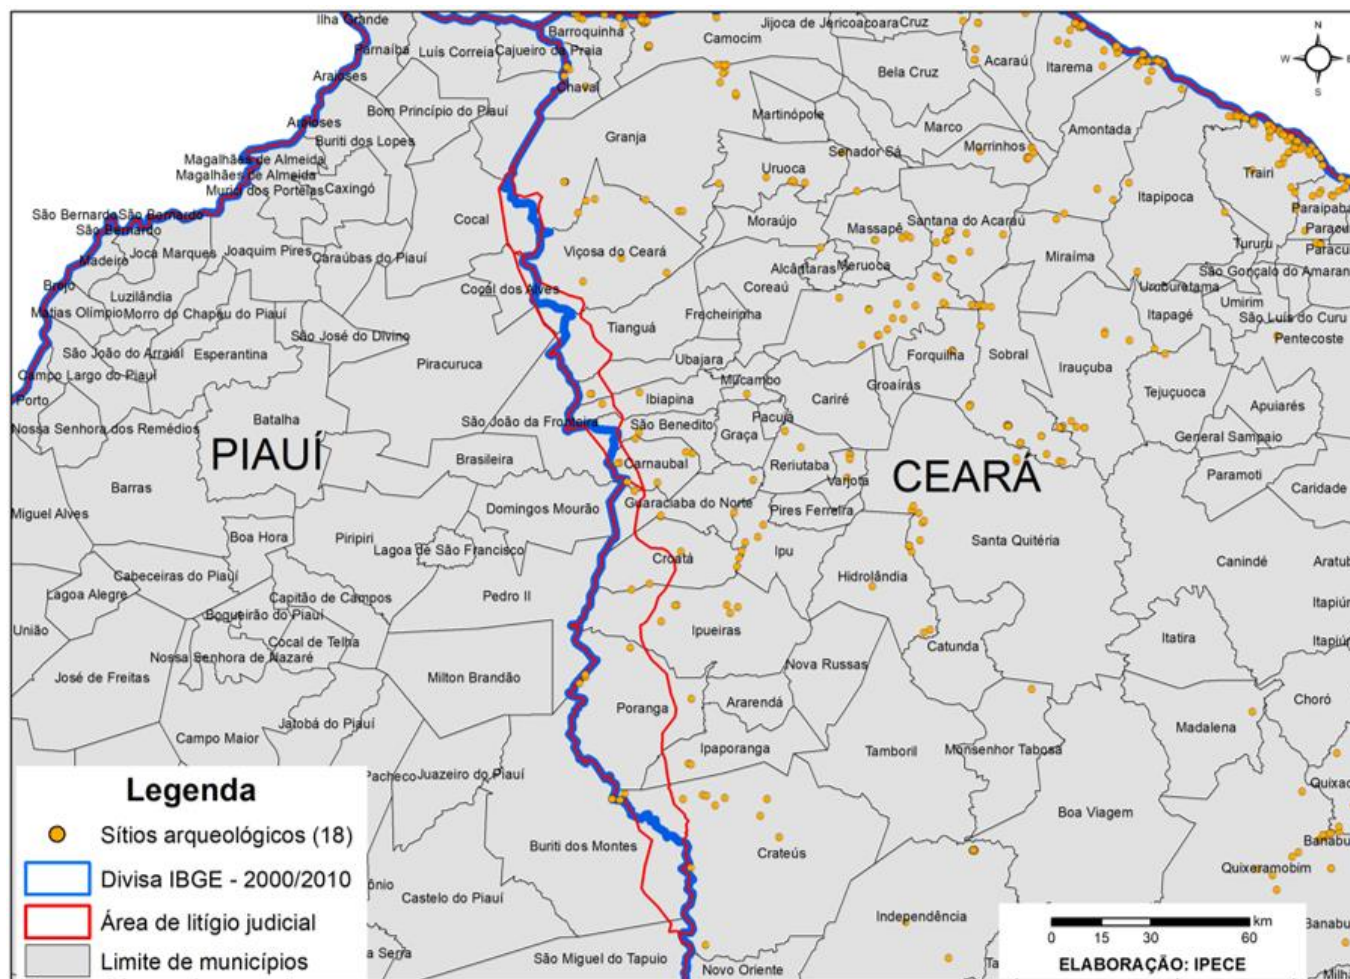 Ilha Grande
Barroquinha
Jijoca de Jericoacoara
Cruz
N
W
S
Parnaíba
Luís Correia
Cajueiro da Praia
Camocim
Acaraú
Itarema
Araioses
Chaval
Bela Cruz
Bom Princípio do Piauí
Martinópole
Araioses
Granja
Marco
Amontada
Buriti dos Lopes
Morrinhos
Magalhães de Almeida
Senador Sá
Magalhães de Almeida
Uruoca
Trairi
Murici dos Portelas
Caxingó
Itapipoca
São Bernardo
São Bernardo
Cocal
Moraújo
Santana do Acaraú
Paraipaba
São Bernardo
Massapê
Joca Marques
Joaquim Pires
Viçosa do Ceará
Tururu
Madeiro
Caraúbas do Piauí
Alcântaras
Meruoca
Miraíma
Brejo
Cocal dos Alves
Coreaú
São Gonçalo do Amaran
Luzilândia
Uruburetama
Umirim
Matias Olímpio
Morro do Chapéu do Piauí
Frecheirinha
Itapagé
São Luís do Curu
Tianguá
São José do Divino
Pentecoste
São João do Arraial
Esperantina
Ubajara
Forquilha
Sobral
Irauçuba
Piracuruca
Campo Largo do Piauí
Mucambo
Groaíras
Tejuçuoca
Porto
Ibiapina
Cariré
Apuiarés
Batalha
Pacujá
São João da Fronteira
São Benedito
Nossa Senhora dos Remédios
Graça
General Sampaio
PIAUÍ
Brasileira
Carnaubal
Reriutaba
CEARÁ
Paramoti
Barras
Varjota
Caridade
Guaraciaba do Norte
Miguel Alves
Domingos Mourão
Pires Ferreira
Boa Hora
Piripiri
Santa Quitéria
Lagoa de São Francisco
Ipu
Croatá
Canindé
Aratub
Cabeceiras do Piauí
Hidrolândia
Lagoa Alegre
Capitão de Campos
Pedro II
Itapiún
Boqueirão do Piauí
União
Ipueiras
Cocal de Telha
Itatira
Itapiún
Catunda
Nossa Senhora de Nazaré
Nova Russas
José de Freitas
Milton Brandão
Choró
Poranga
Ararendá
Jatobá do Piauí
Madalena
Campo Maior
Ipaporanga
Tamboril
Monsenhor Tabosa
Pacheco
Juazeiro do Piauí
Quixad
Legenda
Boa Viagem
Sítios arqueológicos (18)
Buriti dos Montes
Crateús
Banabu
Quixeramobim
Divisa IBGE - 2000/2010
ônio
Castelo do Piauí
Área de litígio judicial
Independência
km
Banabu
0 15 30 60
a Serra
São Miguel do Tapuio
Limite de municípios
Novo Oriente
Ta
ELABORAÇÃO: IPECE
Milh